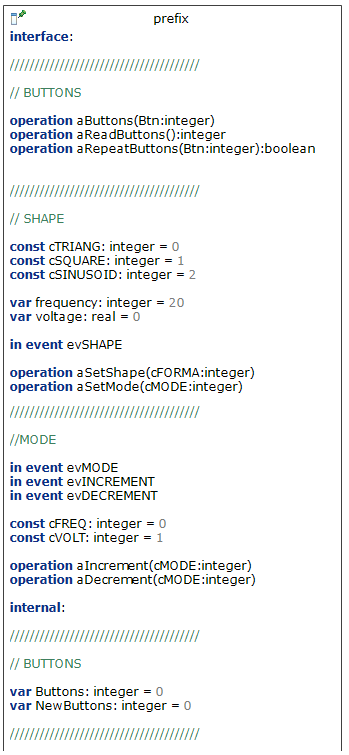 prefix
interface:
//////////////////////////////////////
// BUTTONS
operation aButtons(Btn:integer)
operation aReadButtons():integer
operation aRepeatButtons(Btn:integer):boolean
//////////////////////////////////////
// SHAPE
const cTRIANG: integer = 0
const cSQUARE: integer = 1
const cSINUSOID: integer = 2
var frequency: integer = 20
var voltage: real = 0
in event evSHAPE
operation aSetShape(cFORMA:integer)
operation aSetMode(cMODE:integer)
//////////////////////////////////////
//MODE
in event evMODE
in event evINCREMENT
in event evDECREMENT
const cFREQ: integer = 0
const cVOLT: integer = 1
operation aIncrement(cMODE:integer)
operation aDecrement(cMODE:integer)
internal:
//////////////////////////////////////
// BUTTONS
var Buttons: integer = 0
var NewButtons: integer = 0
//////////////////////////////////////